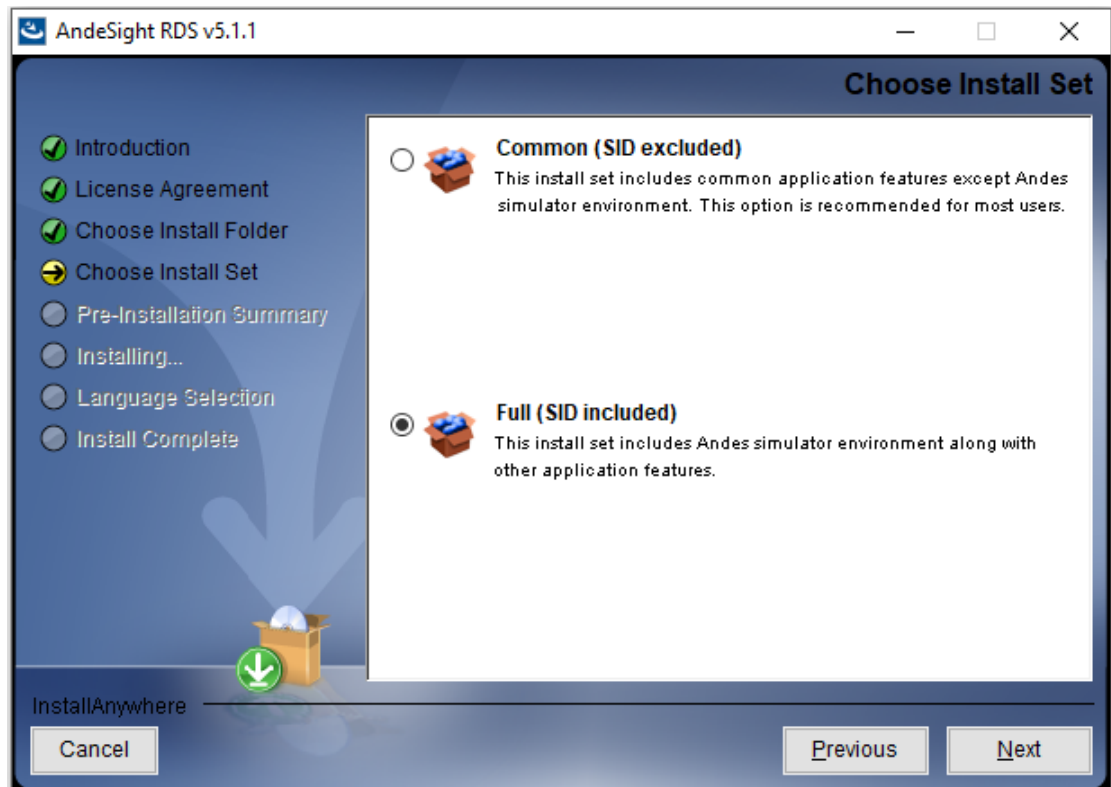 AndeSight RDS v5.1.1
Choose Install Set
Introduction
License Agreement
Choose Install Folder
Choose Install Set
Pre-Installation Summary
Installing...
Language Selection
Install Complete
Common (SID excluded)
This install set includes common application features except Andes
simulator environment. This option is recommended for most users.
Full (SID included)
This install set includes Andes simulator environment along with
other application features.
InstallAnywhere
Cancel
Previous
Next